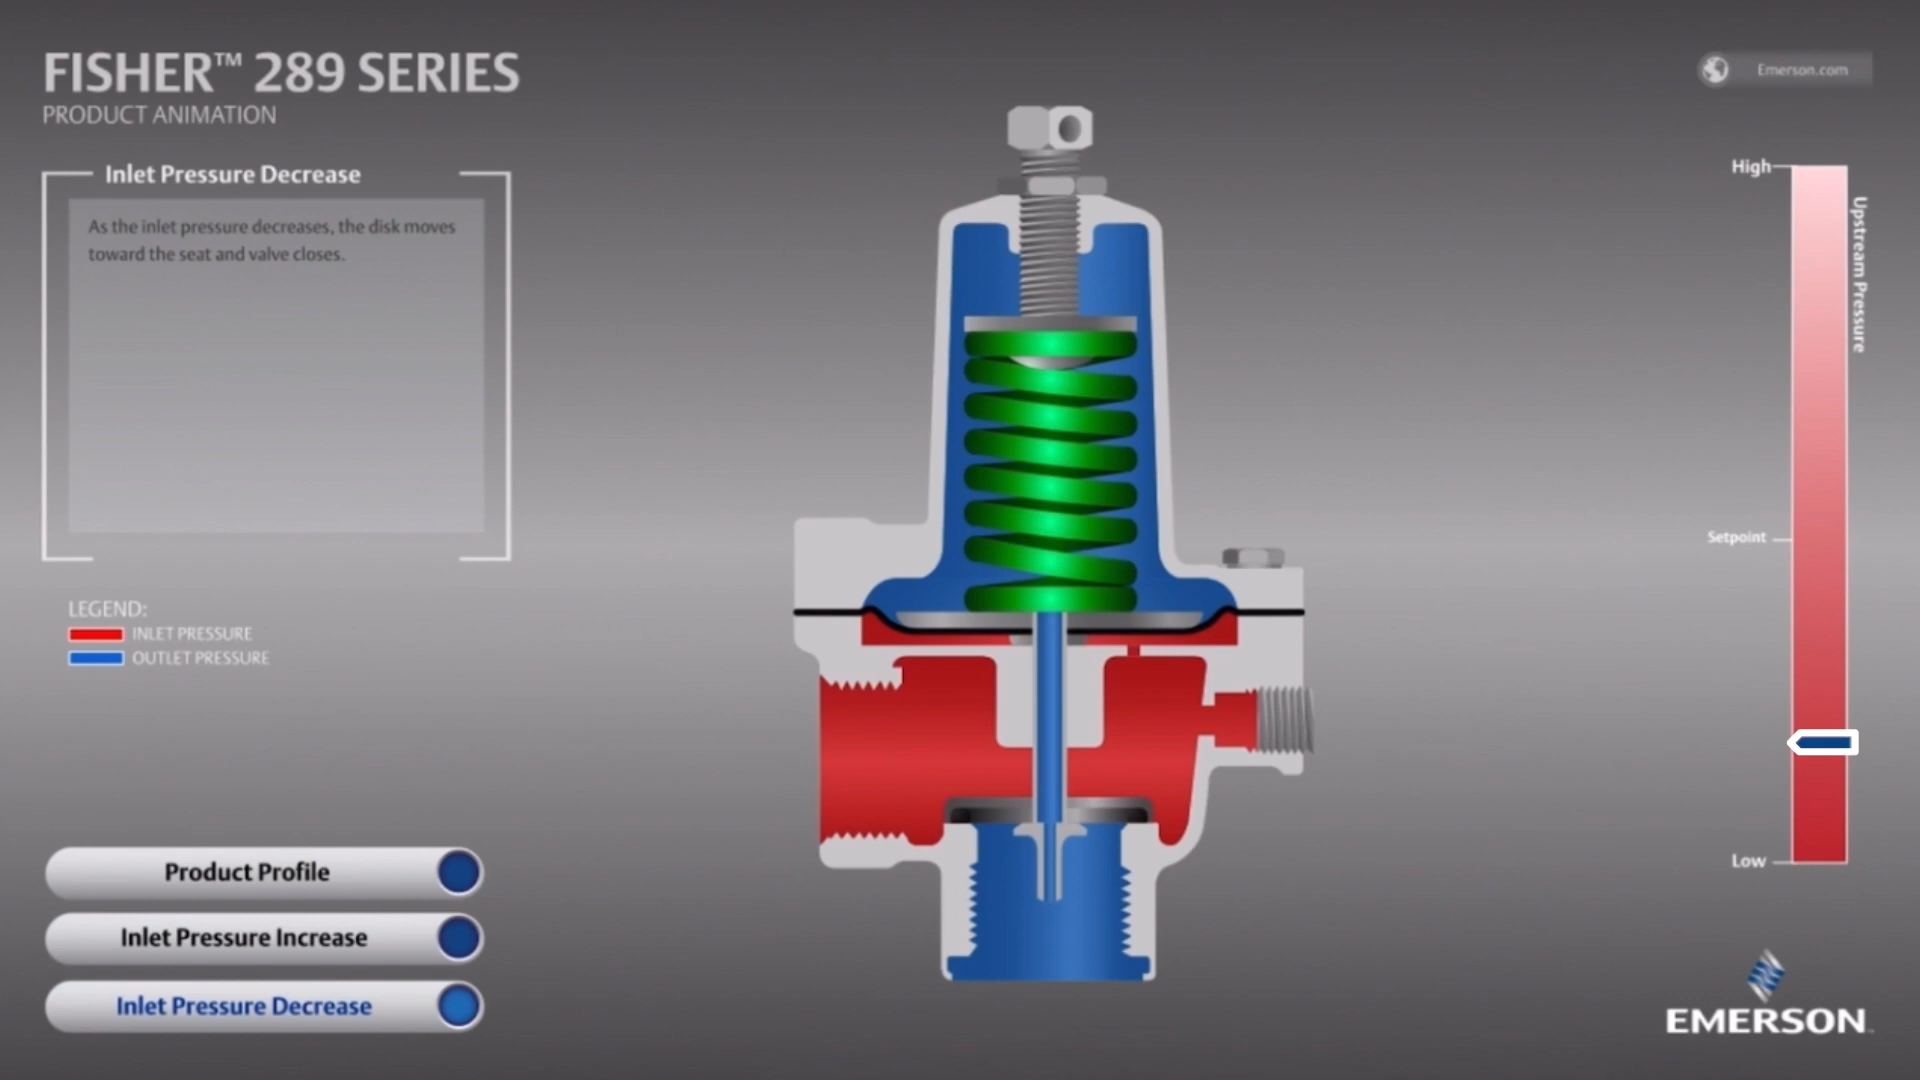 FISHER™ 289 SERIES
PRODUCT ANIMATION
Emerson.com
Inlet Pressure Decrease
As the inlet pressure decreases, the disk moves
toward the seat and valve closes.
LEGEND:
INLET PRESSURE
OUTLET PRESSURE
High
Upstream Pressure
Setpoint
Low
Product Profile
Inlet Pressure Increase
Inlet Pressure Decrease
EMERSON